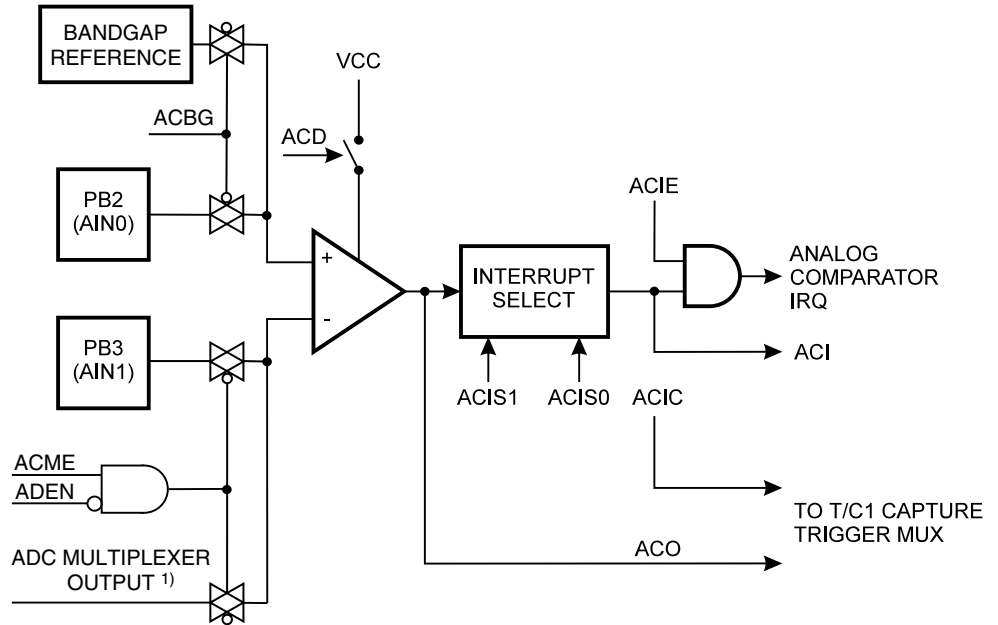 BANDGAP
REFERENCE
VCC
ACBG
ACD
PB2
(AIN0)
ACIE
+
-
INTERRUPT
SELECT
ANALOG
COMPARATOR
IRQ
PB3
(AIN1)
ACI
ACIS1
ACIS0
ACIC
ACME
ADEN
TO T/C1 CAPTURE
TRIGGER MUX
ADC MULTIPLEXER
OUTPUT 1)
ACO